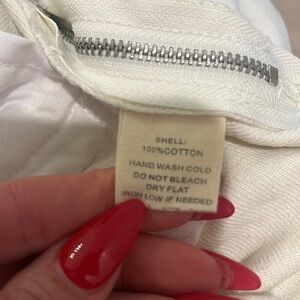 SHELL:
100%COTTON
HAND WASH COLD
DO NOT BLEACH
DRY FLAT
IRON LOW IF NEEDED